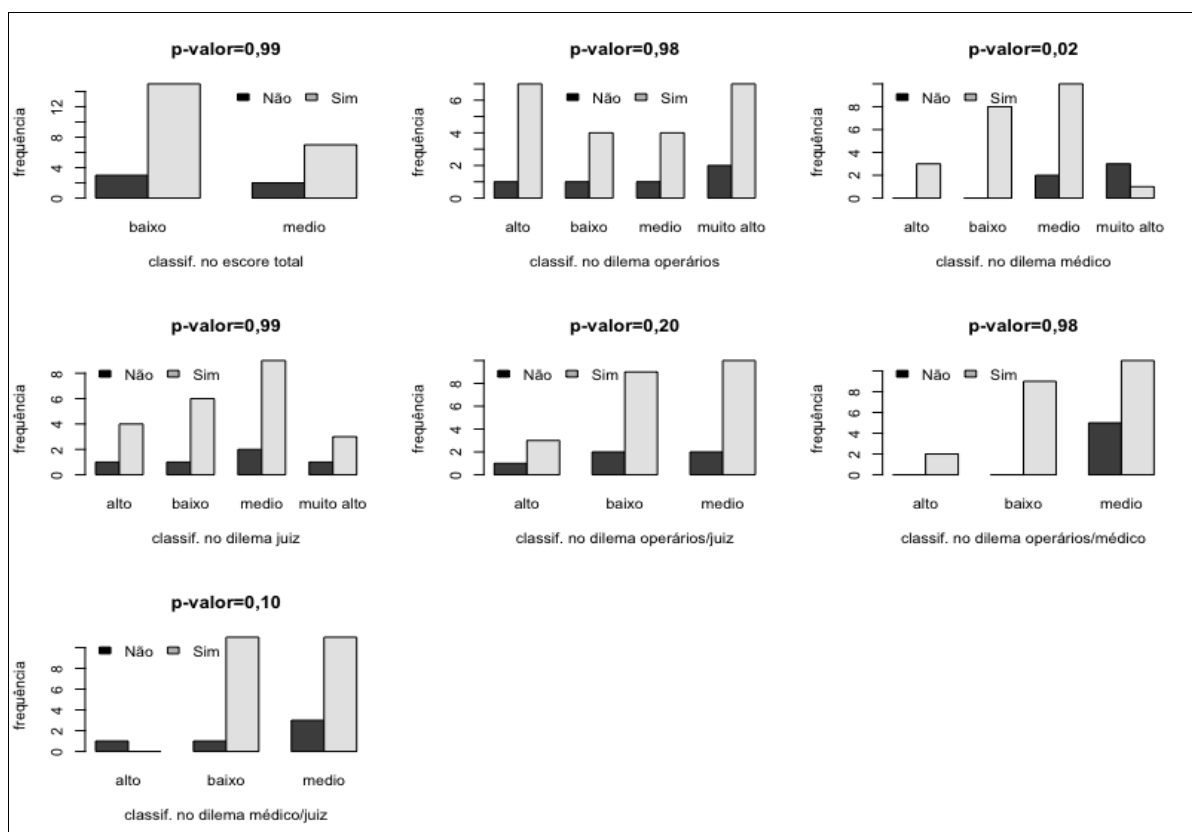 p-valor=0,99
Não Sim
frequência
0 4 8 12
baixo medio
classif. no escore total
p-valor=0,98
Não Sim
frequência
0 2 4 6
alto baixo medio muito alto
classif. no dilema operários
p-valor=0,02
Não Sim
frequência
0 2 4 6 8
alto baixo medio muito alto
classif. no dilema médico
p-valor=0,99
Não Sim
frequência
0 2 4 6 8
alto baixo medio muito alto
classif. no dilema juiz
p-valor=0,20
Não Sim
frequência
0 2 4 6 8
alto baixo medio
classif. no dilema operários/juiz
p-valor=0,98
Não Sim
frequência
0 2 4 6 8
alto baixo medio
classif. no dilema operários/médico
p-valor=0,10
Não Sim
frequência
0 2 4 6 8
alto baixo medio
classif. no dilema médico/juiz